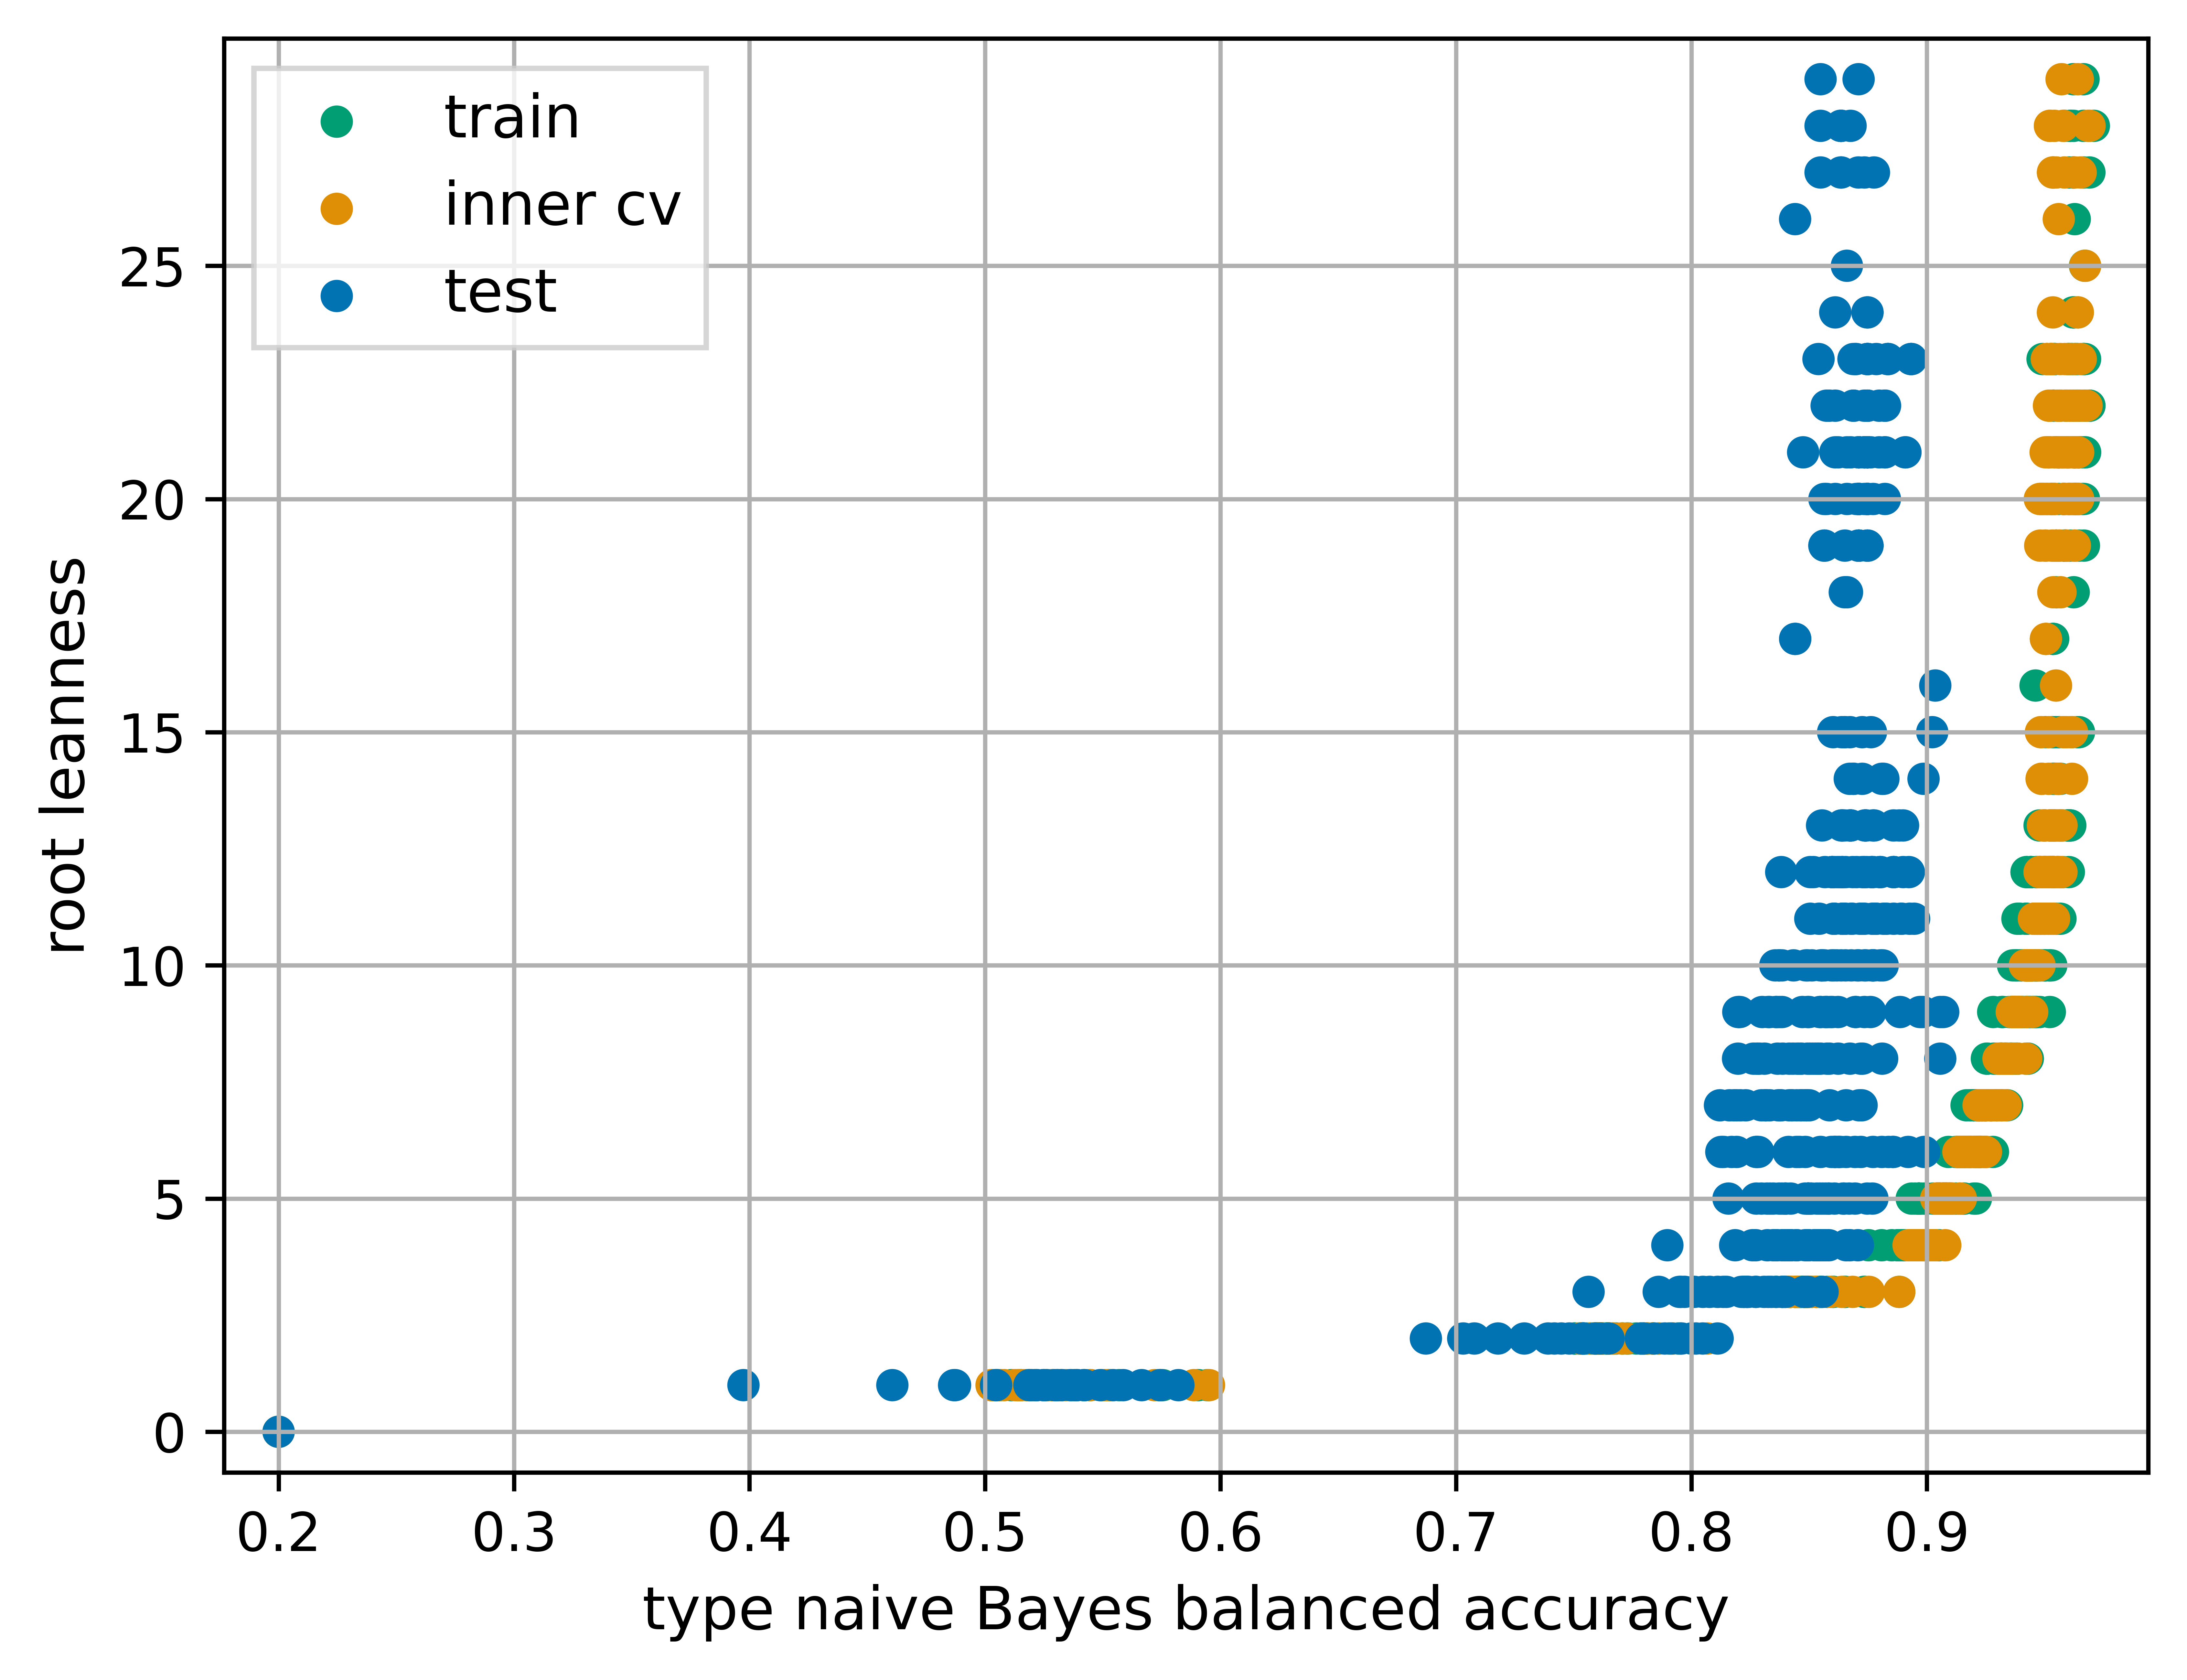 train
inner cv
test
25
20
15
10
5
0
root leanness
0.2 0.3 0.4 0.5 0.6 0.7 0.8 0.9
type naive Bayes balanced accuracy